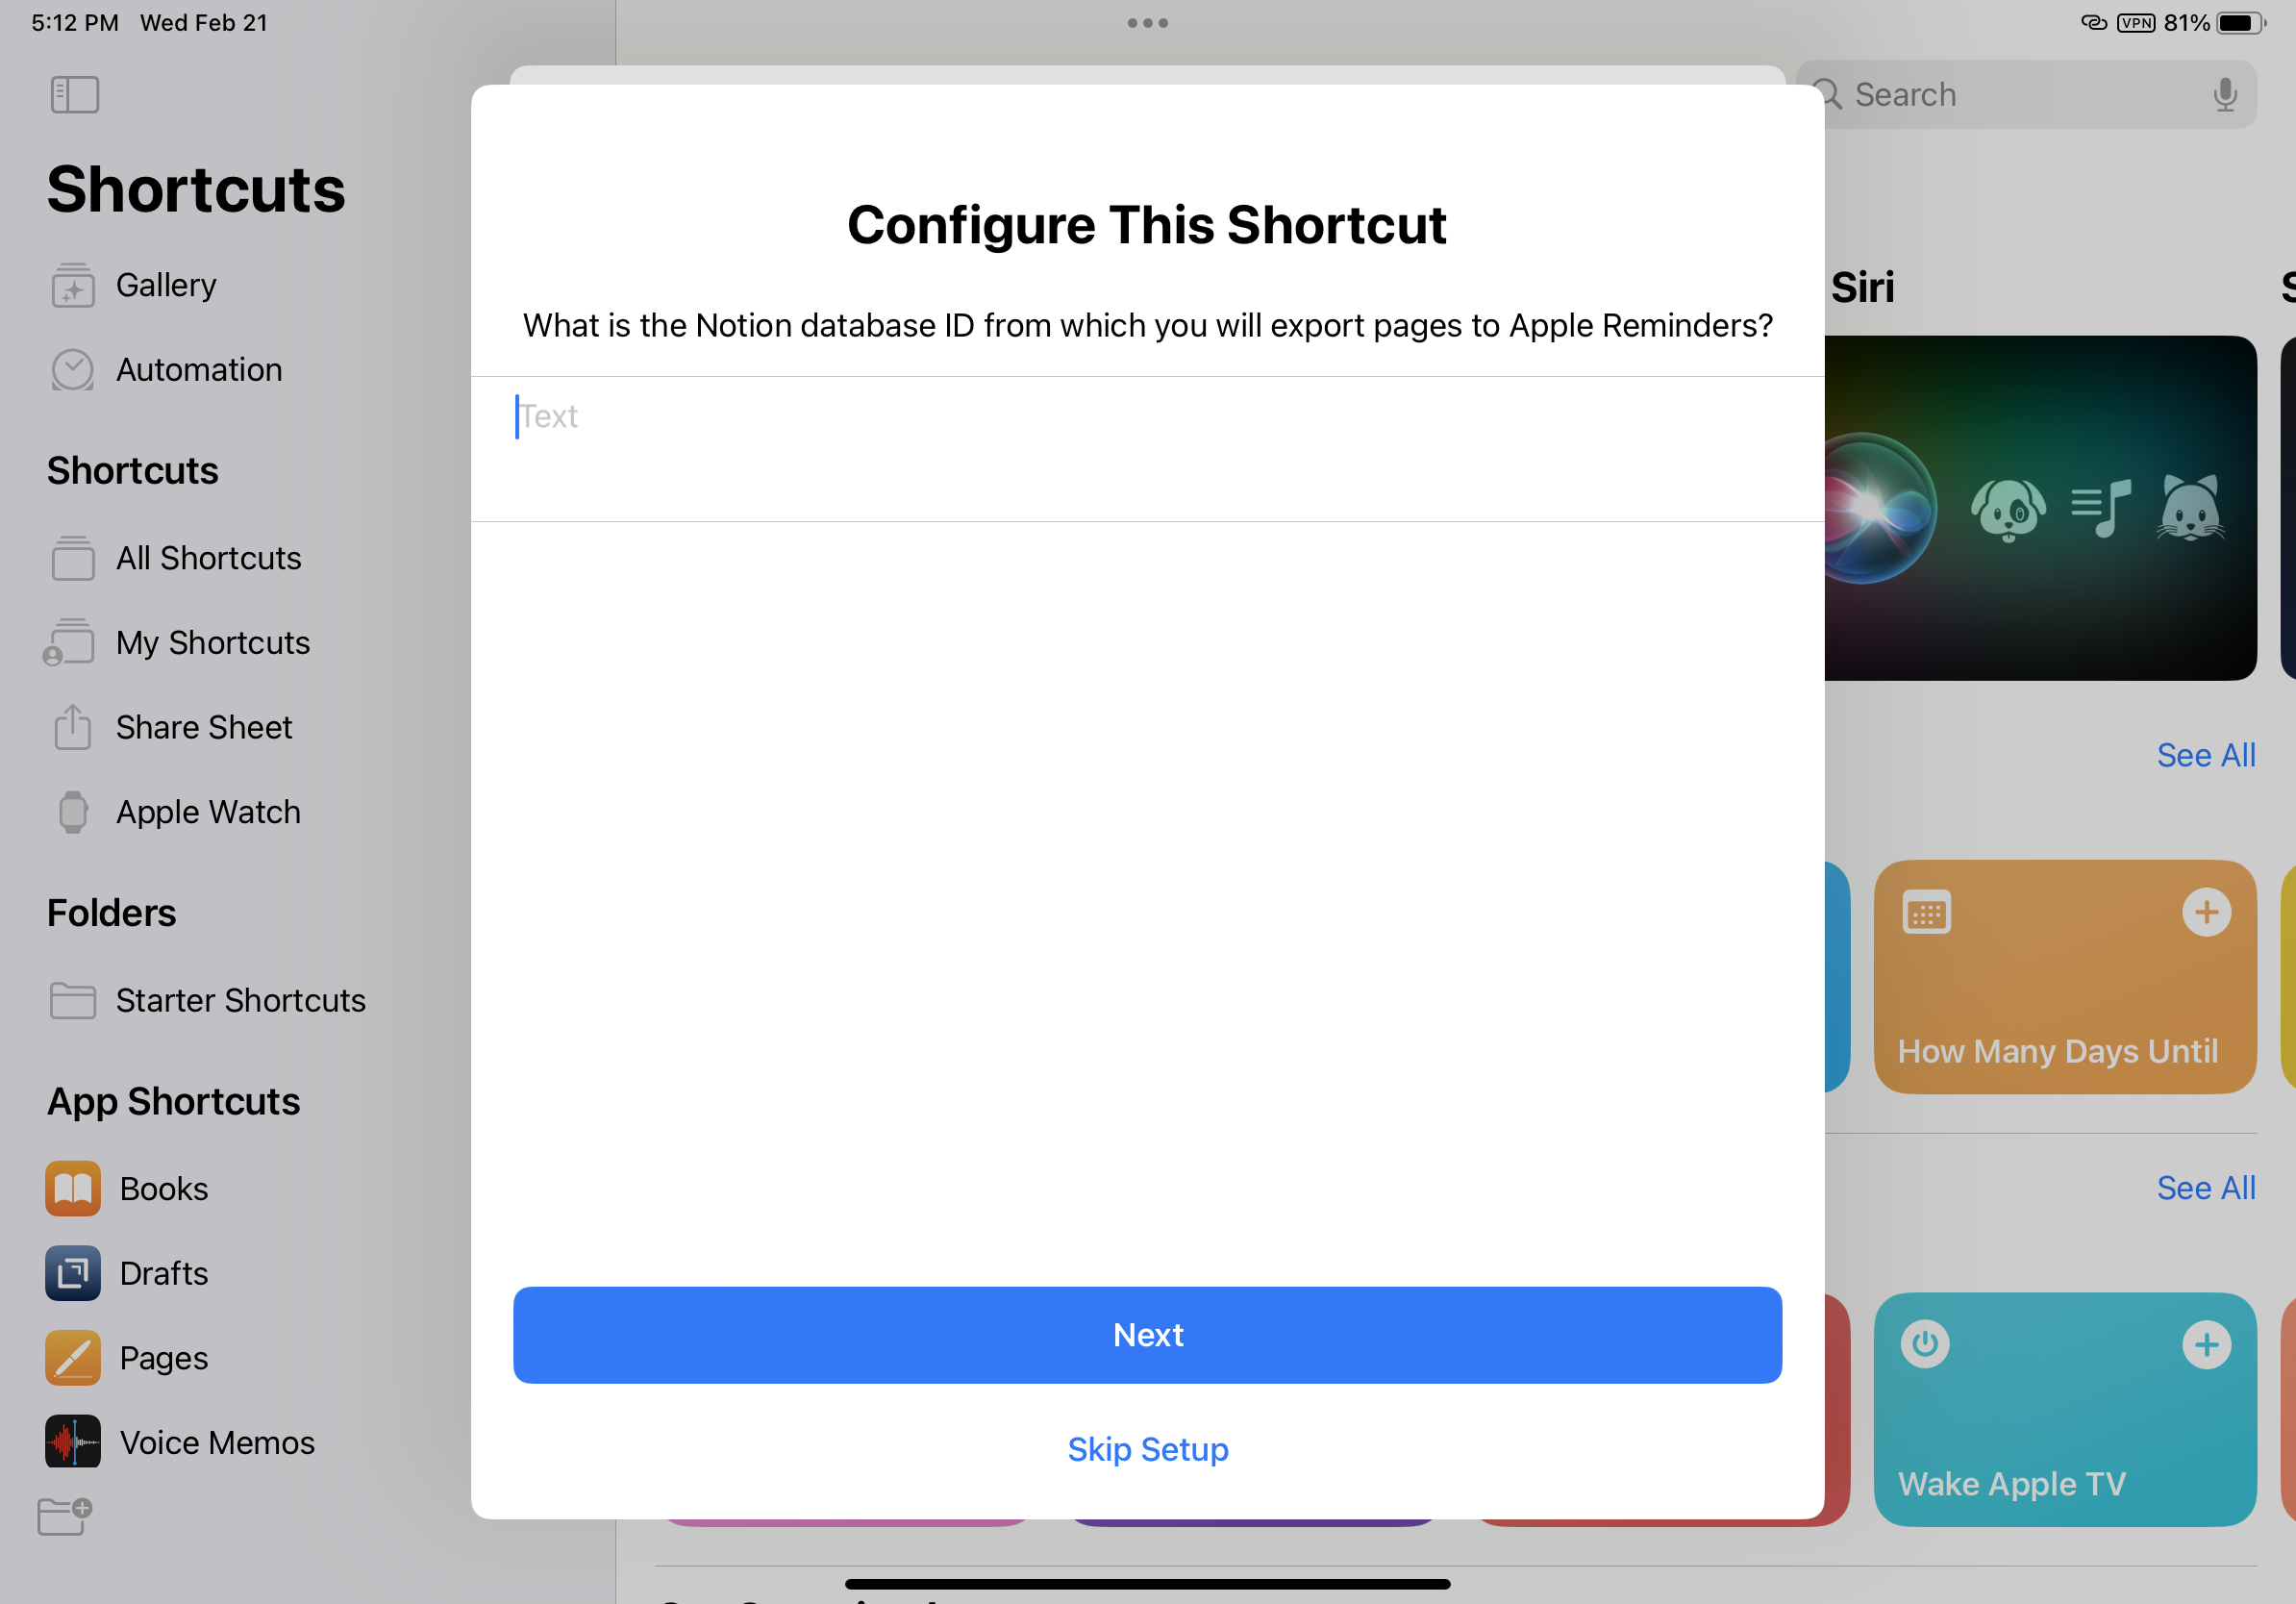 5:12 PM Wed Feb 21
VPN 81%
Search
Shortcuts
Gallery
Automation
Shortcuts
All Shortcuts
My Shortcuts
Share Sheet
Apple Watch
Folders
Starter Shortcuts
App Shortcuts
Books
Drafts
Pages
Voice Memos
Configure This Shortcut
What is the Notion database ID from which you will export pages to Apple Reminders?
Text
Next
Skip Setup
Siri
See All
How Many Days Until
See All
Wake Apple TV